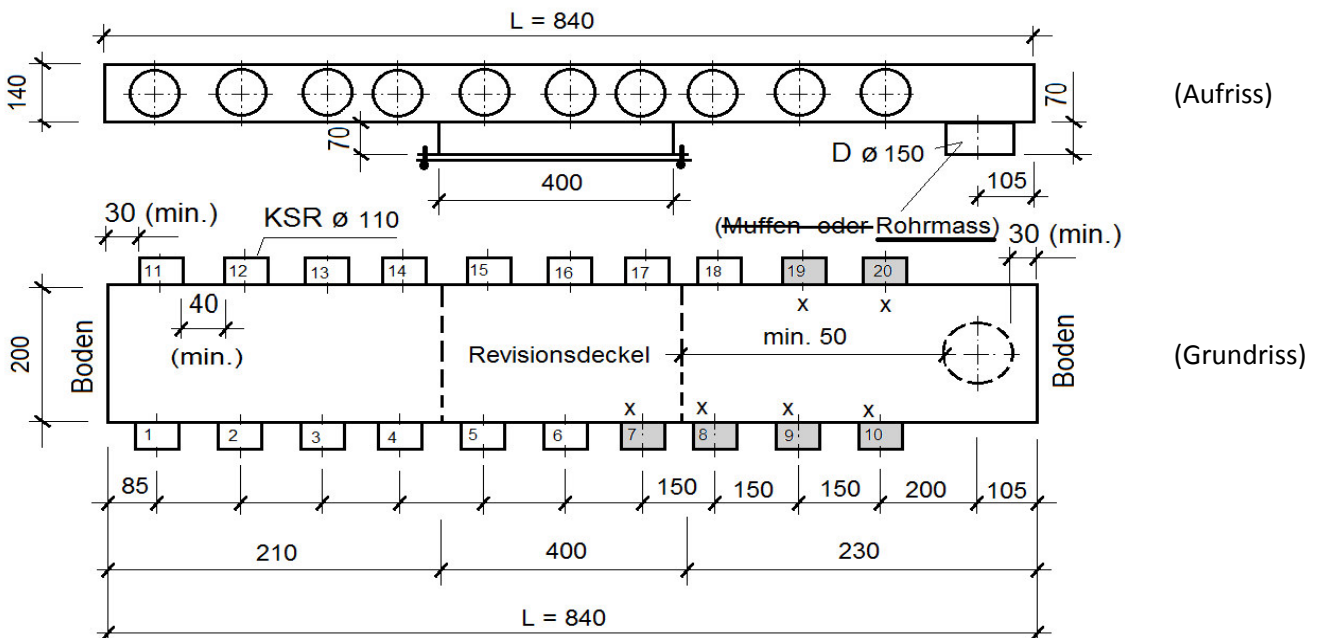 L = 840
140
70
(Aufriss)
70
D ø 150
400
105
30 (min.)
KSR ø 110
(Muffen oder Rohrmass)
30 (min.)
11 12 13 14 15 16 17 18 19 20
40
x x
(min.)
200
Boden
Revisionsdeckel
min. 50
Boden
(Grundriss)
x x x x
1 2 3 4 5 6 7 8 9 10
85 150 150 150 200 105
210 400 230
L = 840